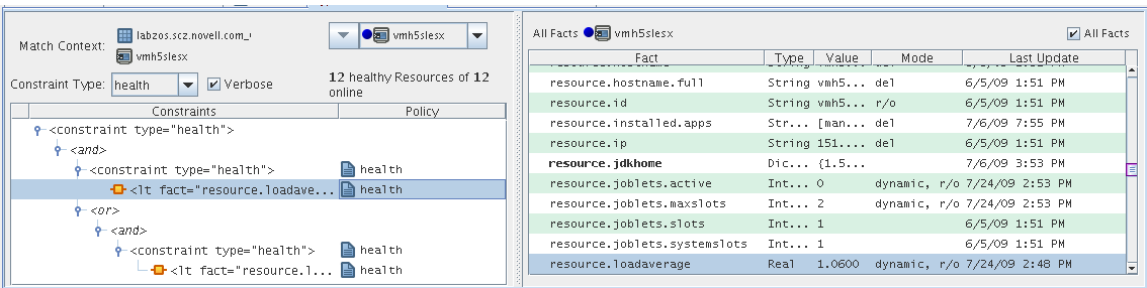 Match Context: labzos.scz.novell.com_ vmh5slesx
vmh5slesx
Constraint Type: health Verbose 12 healthy Resources of 12 online
Constraints Policy
<constraint type="health">
<and>
<constraint type="health"> health
<lt fact="resource.loadave... health
<or>
<and>
<constraint type="health"> health
<lt fact="resource.l... health
All Facts vmh5slesx All Facts
Fact Type Value Mode Last Update
resource.hostname.full String vmh5... del 6/5/09 1:51 PM
resource.id String vmh5... r/o 6/5/09 1:51 PM
resource.installed.apps Str... [man... del 7/6/09 7:55 PM
resource.ip String 151.... del 6/5/09 1:51 PM
resource.jdkhome Dic... {1.5... 7/6/09 3:53 PM
resource.joblets.active Int... 0 dynamic, r/o 7/24/09 2:53 PM
resource.joblets.maxslots Int... 2 dynamic, r/o 7/24/09 2:53 PM
resource.joblets.slots Int... 1 6/5/09 1:51 PM
resource.joblets.systemslots Int... 1 6/5/09 1:51 PM
resource.loadaverage Real 1.0600 dynamic, r/o 7/24/09 2:48 PM